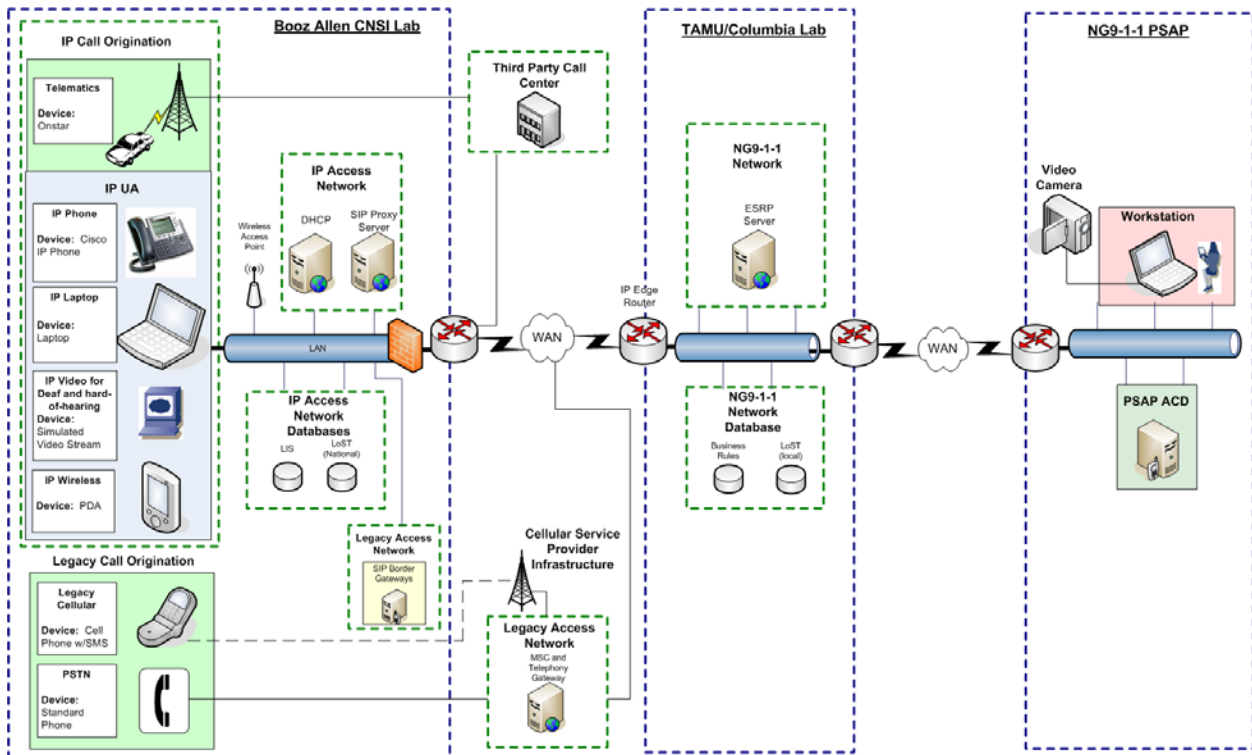 Booz Allen CNSI Lab
TAMU/Columbia Lab
NG9-1-1 PSAP
IP Call Origination
Telematics
Device:
Onstar
IP UA
IP Phone
Device: Cisco
IP Phone
IP Laptop
Device:
Laptop
IP Video for
Deaf and hard-
of-hearing
Device:
Simulated
Video Stream
IP Wireless
Device: PDA
Legacy Call Origination
Legacy
Cellular
Device: Cell
Phone w/SMS
PSTN
Device:
Standard
Phone
Wireless
Access
Point
IP Access
Network
DHCP
SIP Proxy
Server
LAN
IP Access
Network
Databases
LIS
LoST
(National)
Legacy Access
Network
SIP Border
Gateways
Third Party Call
Center
WAN
Cellular Service
Provider
Infrastructure
Legacy Access
Network
MSC and
Telephony
Gateway
IP Edge
Router
NG9-1-1
Network
ESRP
Server
NG9-1-1
Network
Database
Business
Rules
LoST
(local)
WAN
Video
Camera
Workstation
PSAP ACD